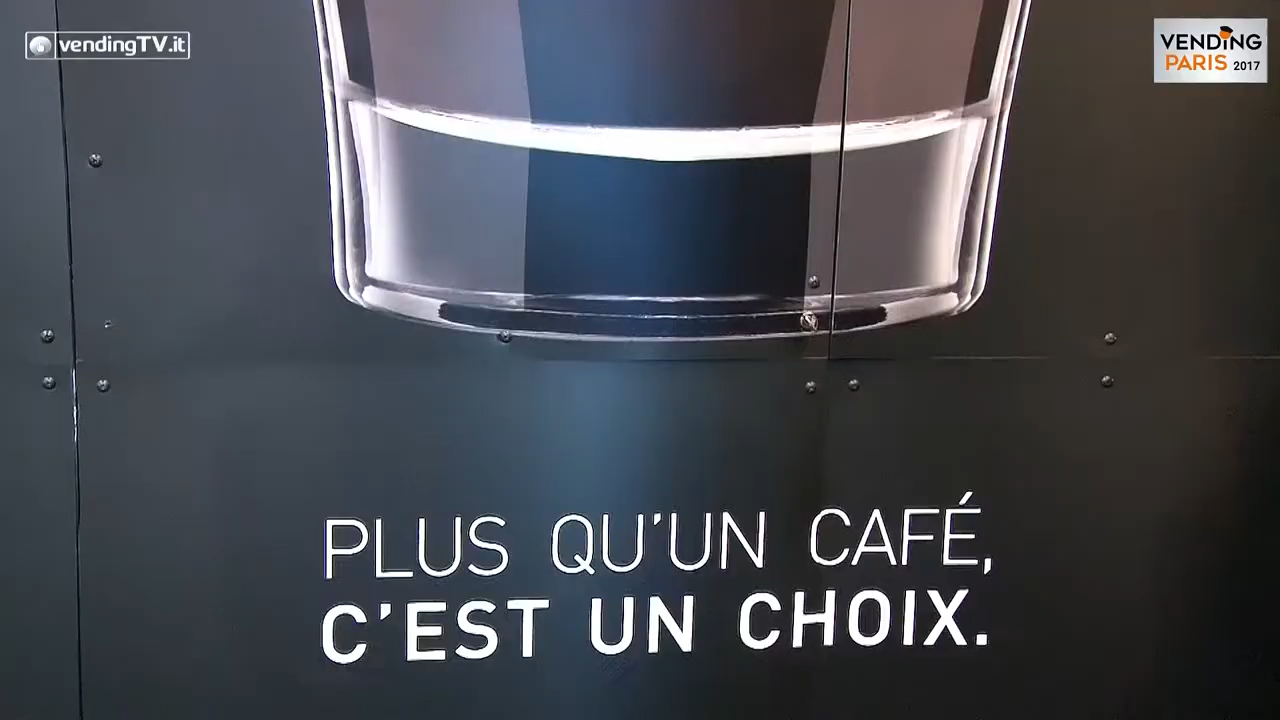 vendingTV.it
VENDiNG
PARIS 2017
PLUS QU'UN CAFÉ,
C'EST UN CHOIX.